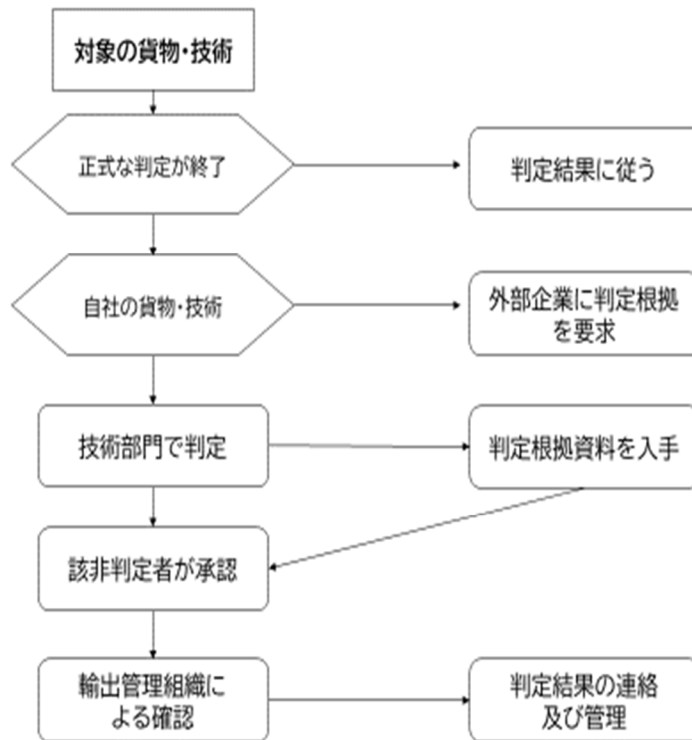 対象の貨物・技術
正式な判定が終了
判定結果に従う
自社の貨物・技術
外部企業に判定根拠
を要求
技術部門で判定
判定根拠資料を入手
該非判定者が承認
輸出管理組織に
よる確認
判定結果の連絡
及び管理